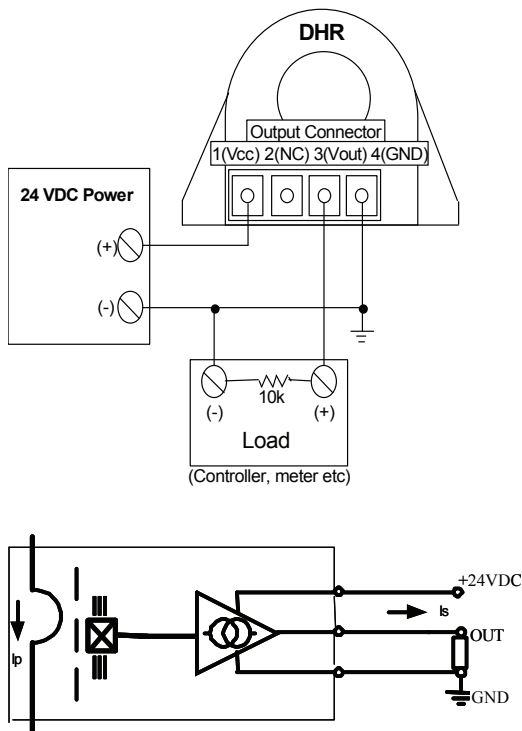 DHR
Output Connector
1(Vcc) 2(NC) 3(Vout) 4(GND)
24 VDC Power
(+)
(-)
10k
(-)
(+)
Load
(Controller, meter etc)
+24VDC
Is
OUT
Ip
GND